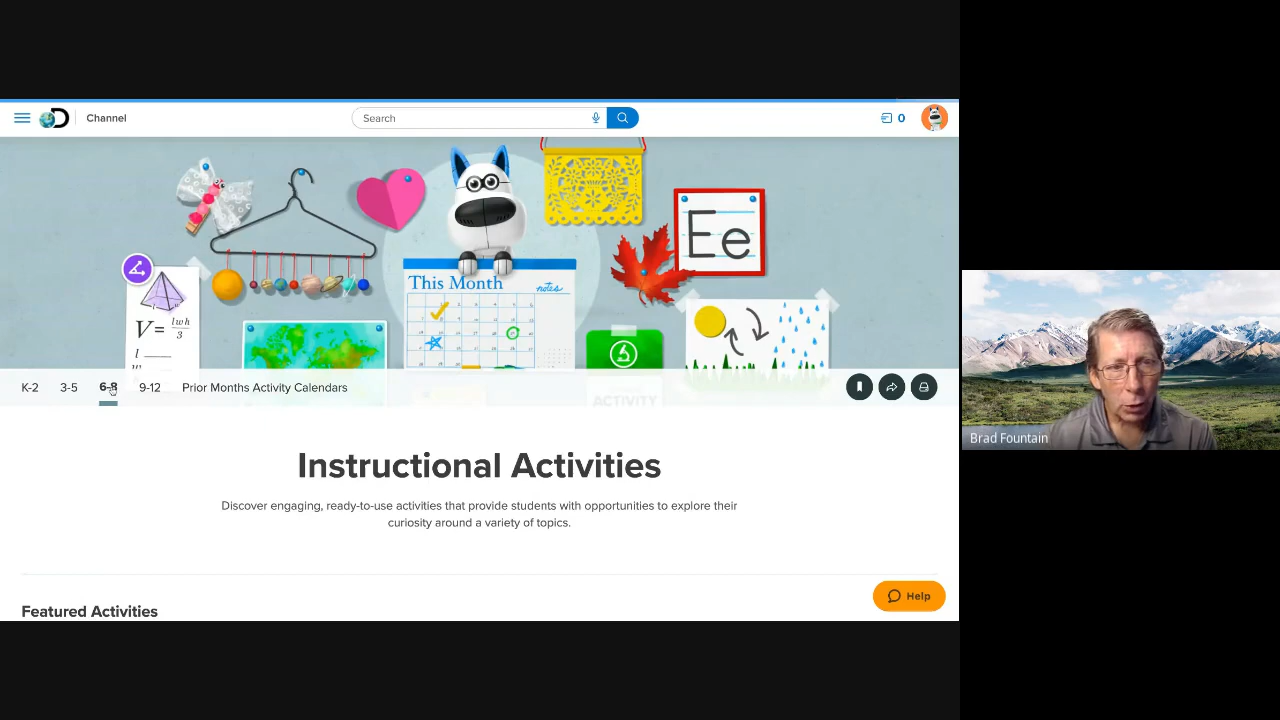 Channel
Search
0
Ee
This Month
notes
V = lwh
3
l
w
ACTIVITY
K-2 3-5 6-8 9-12 Prior Months Activity Calendars
Instructional Activities
Discover engaging, ready-to-use activities that provide students with opportunities to explore their
curiosity around a variety of topics.
Featured Activities
Help
Brad Fountain